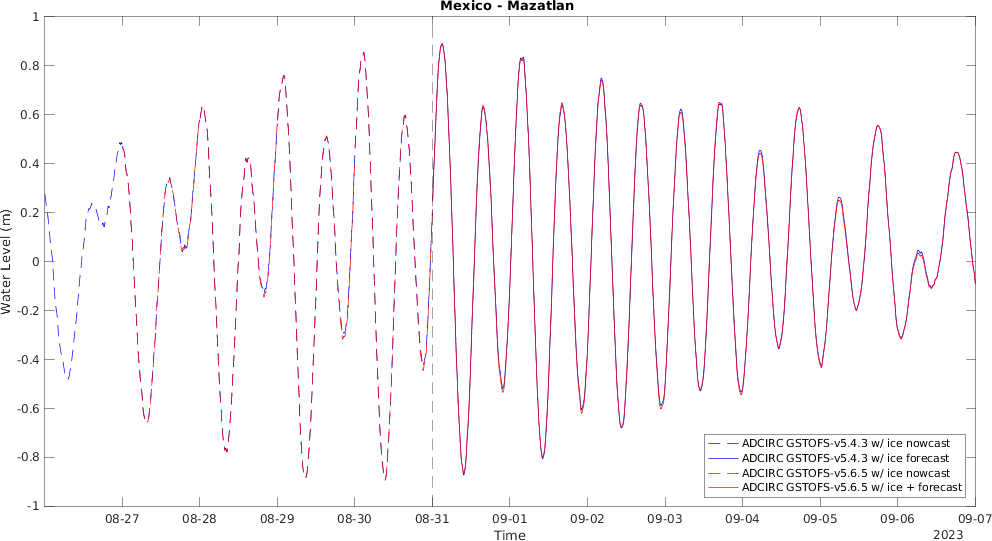 Mexico - Mazatlan
1
0.8
0.6
0.4
0.2
0
-0.2
-0.4
-0.6
-0.8
-1
Water Level (m)
ADCIRC GSTOFS-v5.4.3 w/ ice nowcast
ADCIRC GSTOFS-v5.4.3 w/ ice forecast
ADCIRC GSTOFS-v5.6.5 w/ ice nowcast
ADCIRC GSTOFS-v5.6.5 w/ ice + forecast
08-27 08-28 08-29 08-30 08-31 09-01 09-02 09-03 09-04 09-05 09-06 09-07
Time
2023